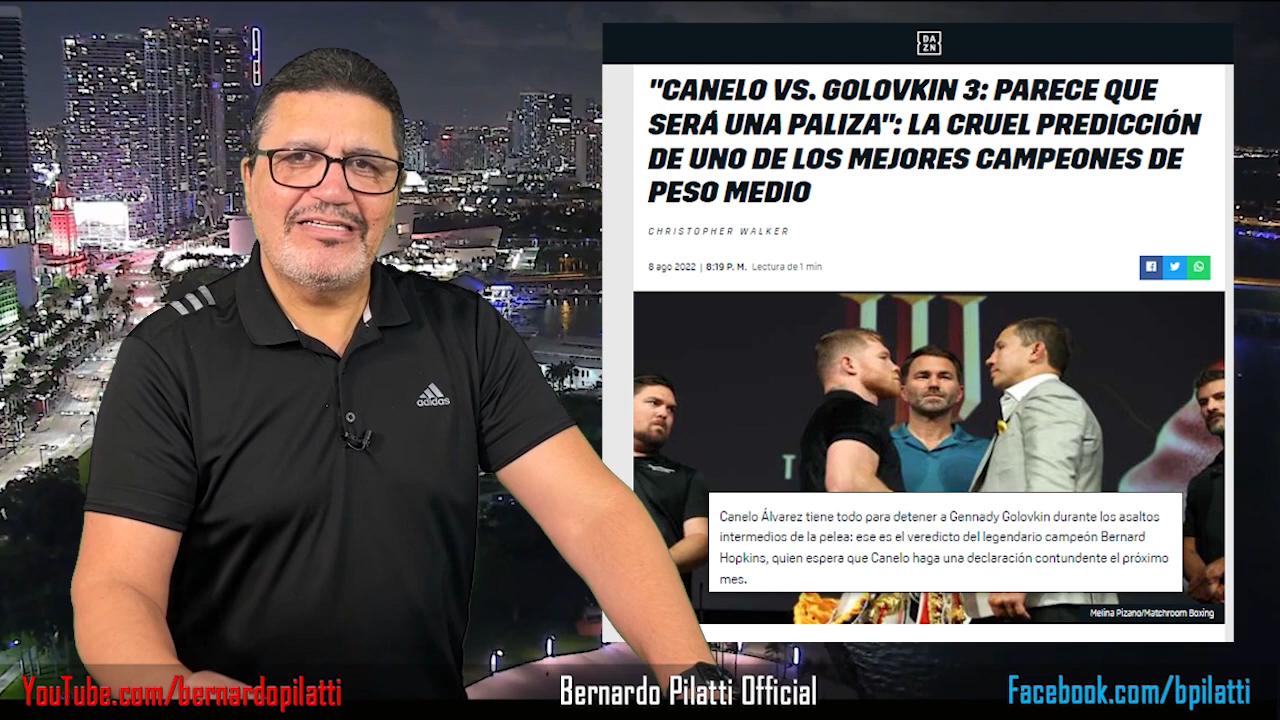 DAZN
"CANELO VS. GOLOVKIN 3: PARECE QUE
SERÁ UNA PALIZA": LA CRUEL PREDICCIÓN
DE UNO DE LOS MEJORES CAMPEONES DE
PESO MEDIO
CHRISTOPHER WALKER
8 ago 2022 | 8:19 P. M. Lectura de 1 min
adidas
T
Canelo Álvarez tiene todo para detener a Gennady Golovkin durante los asaltos
intermedios de la pelea: ese es el veredicto del legendario campeón Bernard
Hopkins, quien espera que Canelo haga una declaración contundente el próximo
mes.
Melina Pizano/Matchroom Boxing
YouTube.com/bernardopilatti
Bernardo Pilatti Official
Facebook.com/bpilatti